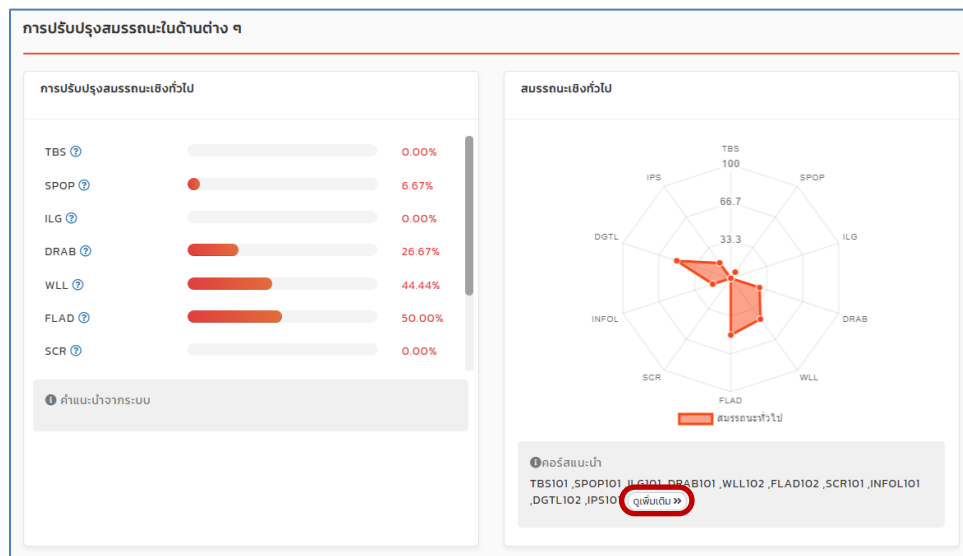 การปรับปรุงสมรรถนะในด้านต่าง ๆ
การปรับปรุงสมรรถนะเชิงทั่วไป
TBS 0.00%
SPOP 6.67%
ILG 0.00%
DRAB 26.67%
WLL 44.44%
FLAD 50.00%
SCR 0.00%
คำแนะนำจากระบบ
สมรรถนะเชิงทั่วไป
TBS
100
IPS
SPOP
66.7
DGTL
33.3
ILG
INFOL
DRAB
SCR
WLL
FLAD
สมรรถนะทั่วไป
คอร์สแนะนำ
TBS101 ,SPOP101 ,ILG101 ,DRAB101 ,WLL102 ,FLAD102 ,SCR101 ,INFOL101
,DGTL102 ,IPS101 ดูเพิ่มเติม »